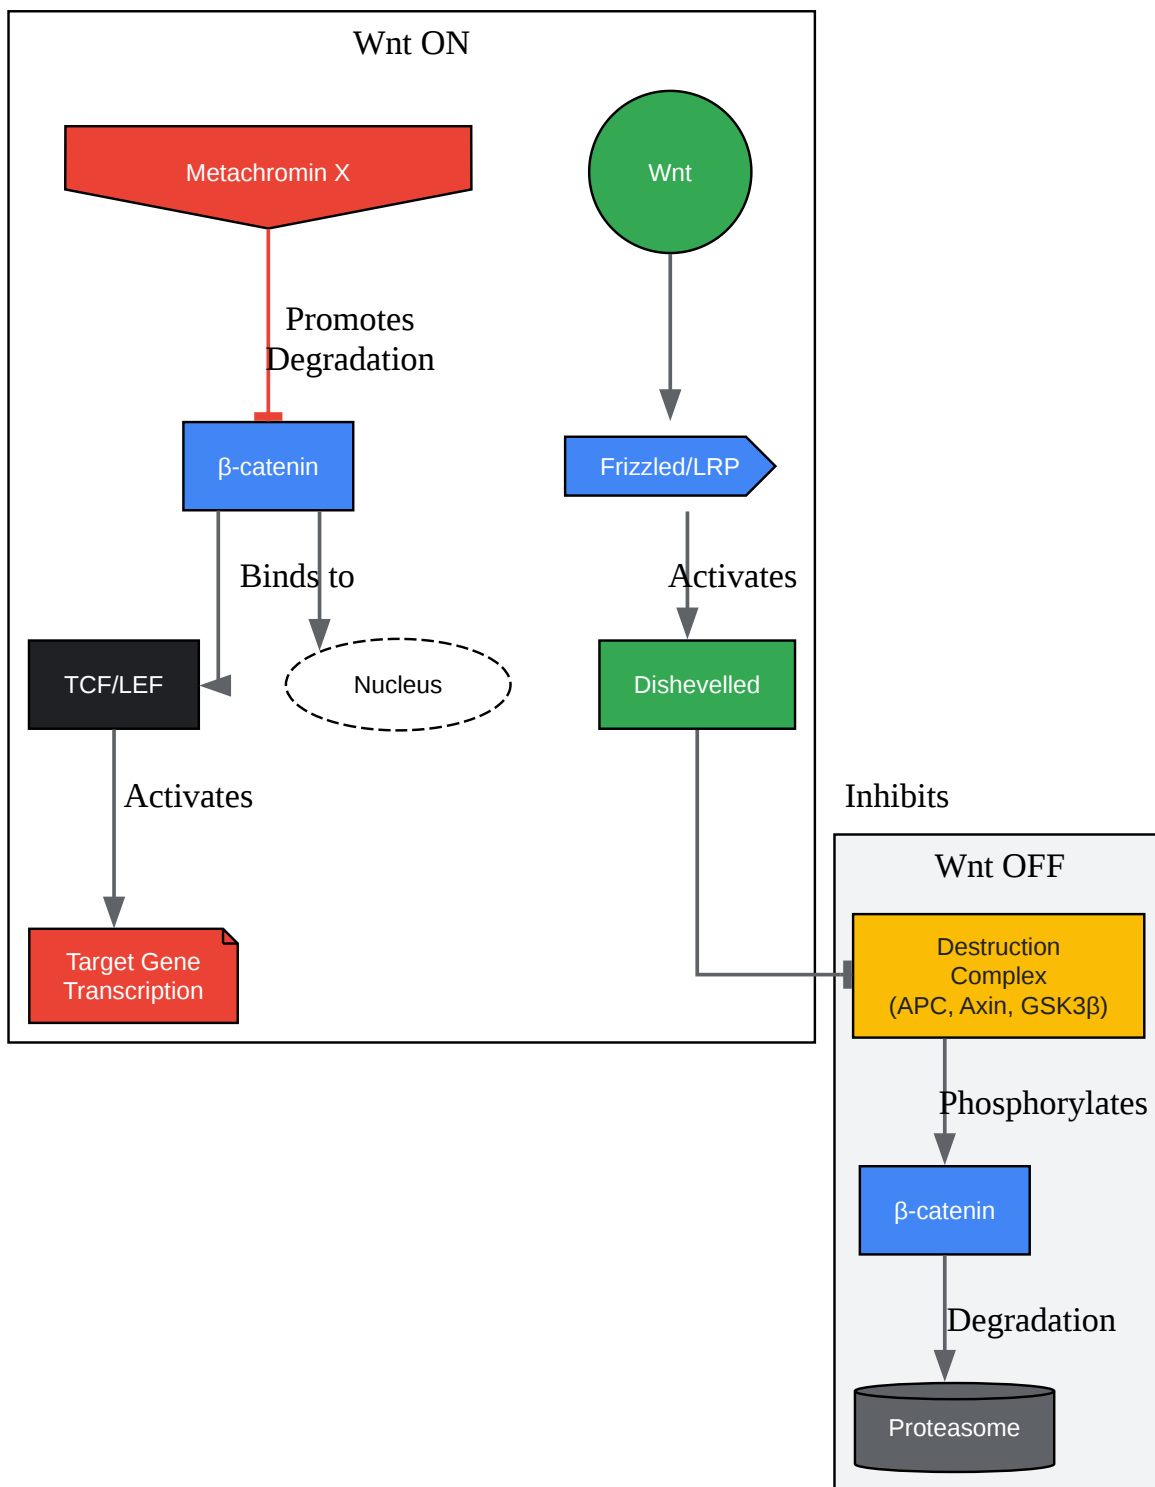 Wnt ON
Metachromin X
Wnt
Promotes
Degradation
β-catenin
Frizzled/LRP
Binds to
Activates
TCF/LEF
Nucleus
Dishevelled
Activates
Inhibits
Target Gene
Transcription
Wnt OFF
Destruction
Complex
(APC, Axin, GSK3β)
Phosphorylates
β-catenin
Degradation
Proteasome